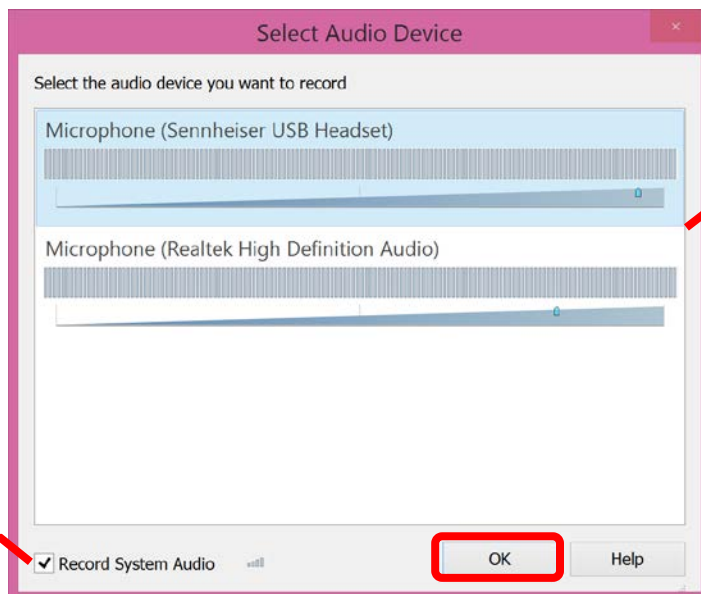 Select Audio Device
Select the audio device you want to record
Microphone (Sennheiser USB Headset)
Microphone (Realtek High Definition Audio)
Record System Audio
OK
Help